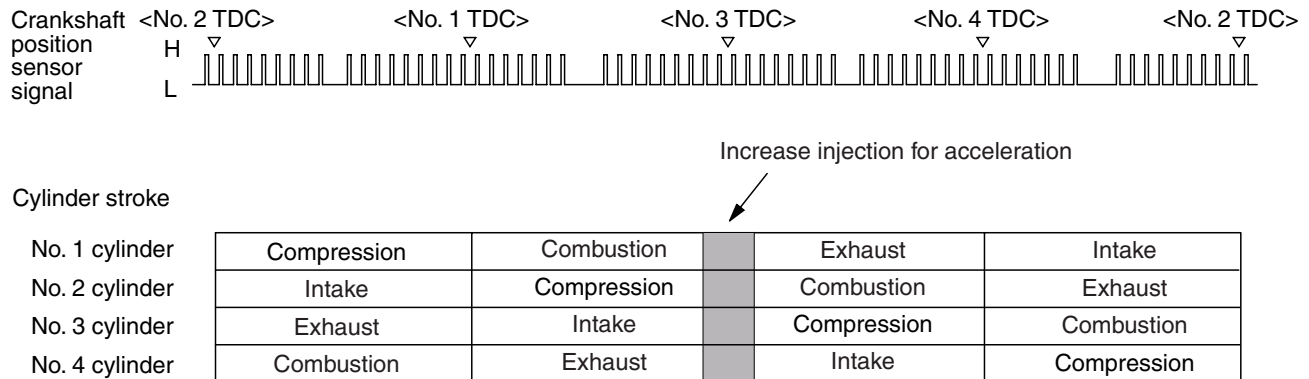 Crankshaft position sensor signal
<No. 2 TDC> <No. 1 TDC> <No. 3 TDC> <No. 4 TDC> <No. 2 TDC>
H
L
Increase injection for acceleration
Cylinder stroke
No. 1 cylinder Compression Combustion Exhaust Intake
No. 2 cylinder Intake Compression Combustion Exhaust
No. 3 cylinder Exhaust Intake Compression Combustion
No. 4 cylinder Combustion Exhaust Intake Compression